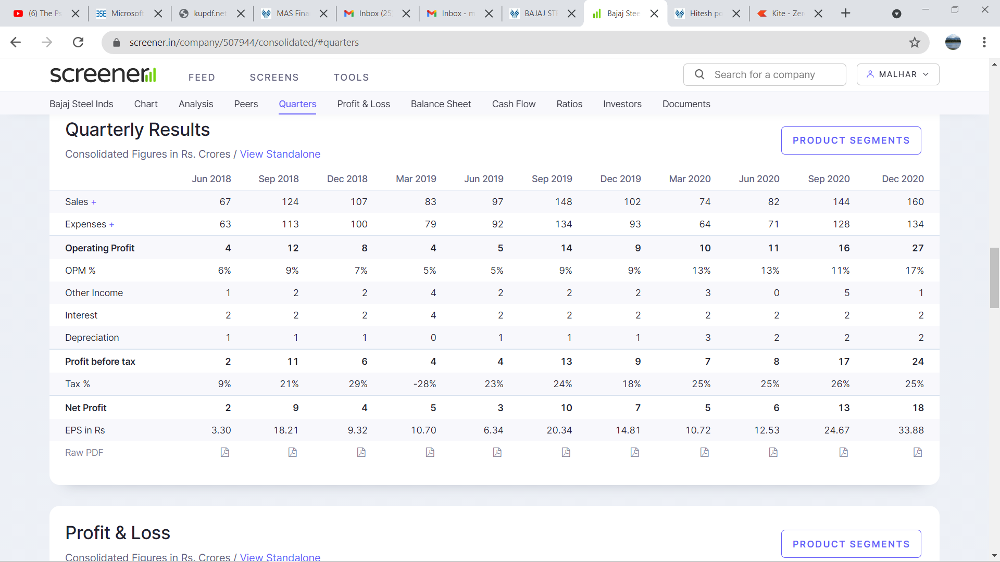 (6) The Ps Microsoft kupdf.net MAS Fina Inbox (25 Inbox - m BAJAJ STE Bajaj Stee Hitesh po Kite - Zer
screener.in/company/507944/consolidated/#quarters
screener FEED SCREENS TOOLS Search for a company MALHAR
Bajaj Steel Inds Chart Analysis Peers Quarters Profit & Loss Balance Sheet Cash Flow Ratios Investors Documents
Quarterly Results PRODUCT SEGMENTS
Consolidated Figures in Rs. Crores / View Standalone
Jun 2018 Sep 2018 Dec 2018 Mar 2019 Jun 2019 Sep 2019 Dec 2019 Mar 2020 Jun 2020 Sep 2020 Dec 2020
Sales + 67 124 107 83 97 148 102 74 82 144 160
Expenses + 63 113 100 79 92 134 93 64 71 128 134
Operating Profit 4 12 8 4 5 14 9 10 11 16 27
OPM % 6% 9% 7% 5% 5% 9% 9% 13% 13% 11% 17%
Other Income 1 2 2 4 2 2 2 3 0 5 1
Interest 2 2 2 4 2 2 2 2 2 2 2
Depreciation 1 1 1 0 1 1 1 3 2 2 2
Profit before tax 2 11 6 4 4 13 9 7 8 17 24
Tax % 9% 21% 29% -28% 23% 24% 18% 25% 25% 26% 25%
Net Profit 2 9 4 5 3 10 7 5 6 13 18
EPS in Rs 3.30 18.21 9.32 10.70 6.34 20.34 14.81 10.72 12.53 24.67 33.88
Raw PDF
Profit & Loss PRODUCT SEGMENTS
Consolidated Figures in Rs. Crores / View Standalone